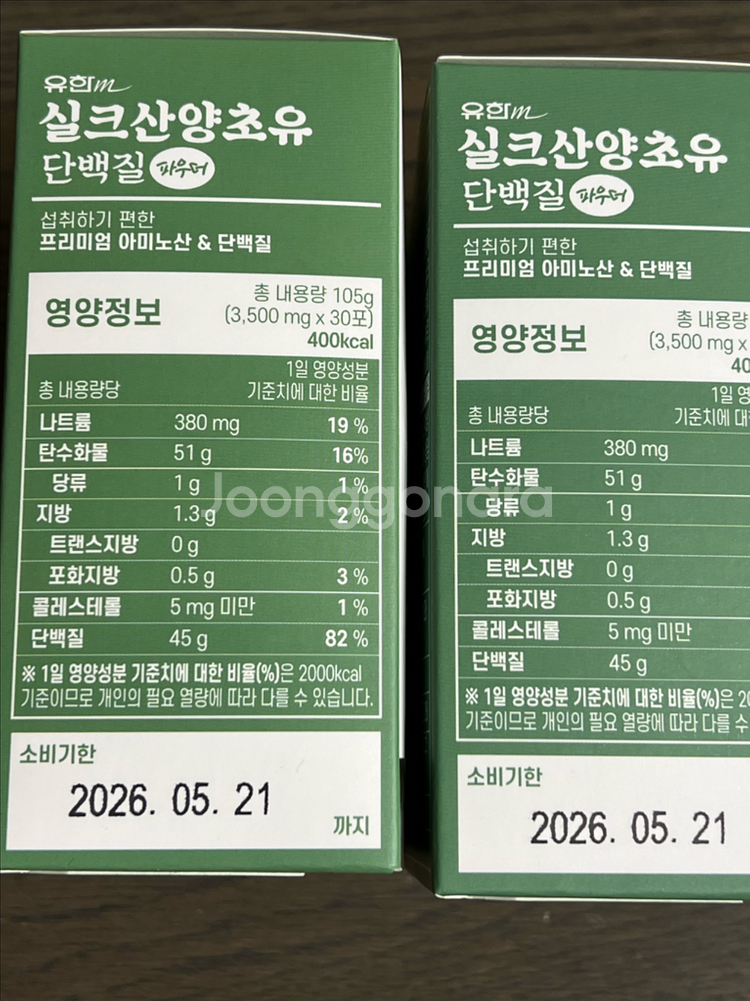 유한m
실크산양초유
단백질 파우더
섭취하기 편한
프리미엄 아미노산 & 단백질
영양정보
총 내용량 105g
(3,500 mg x 30포)
400kcal
총 내용량당
1일 영양성분
기준치에 대한 비율
나트륨 380 mg 19 %
탄수화물 51 g 16%
당류 1 g 1 %
지방 1.3 g 2 %
트랜스지방 0 g
포화지방 0.5 g 3 %
콜레스테롤 5 mg 미만 1 %
단백질 45 g 82 %
※ 1일 영양성분 기준치에 대한 비율(%)은 2000kcal
기준이므로 개인의 필요 열량에 따라 다를 수 있습니다.
소비기한
2026. 05. 21
까지
유한m
실크산양초유
단백질 파우더
섭취하기 편한
프리미엄 아미노산 & 단백질
영양정보
총 내용량
(3,500 mg x
40
총 내용량당
1일 영
기준치에 대
나트륨 380 mg
탄수화물 51 g
당류 1 g
지방 1.3 g
트랜스지방 0 g
포화지방 0.5 g
콜레스테롤 5 mg 미만
단백질 45 g
※ 1일 영양성분 기준치에 대한 비율(%)은 20
기준이므로 개인의 필요 열량에 따라 다를 수
소비기한
2026. 05. 21
Joonggonara